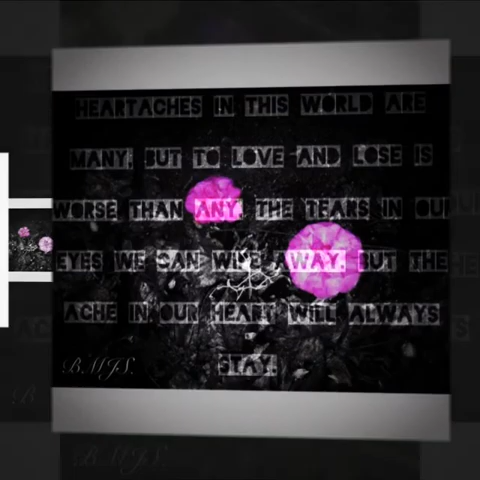 HEARTACHES IN THIS WORLD ARE
MANY. BUT TO LOVE AND LOSE IS
WORSE THAN ANY. THE TEARS IN OUR
EYES WE CAN WIPE AWAY. BUT THE
ACHE IN OUR HEART WILL ALWAYS
STAY.
B.M.J.S.